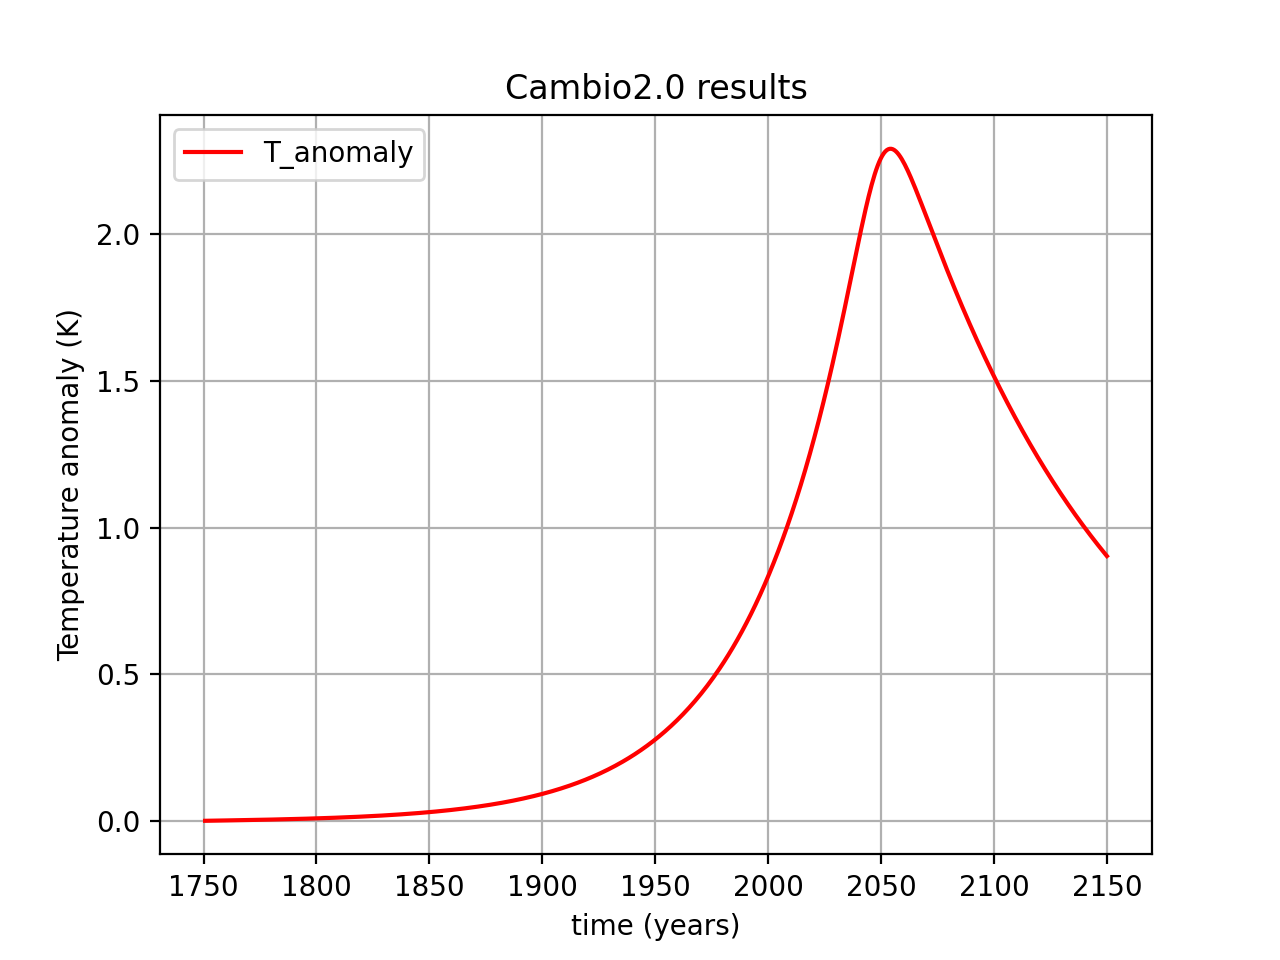 Cambio2.0 results
T_anomaly
Temperature anomaly (K)
2.0
1.5
1.0
0.5
0.0
1750 1800 1850 1900 1950 2000 2050 2100 2150
time (years)